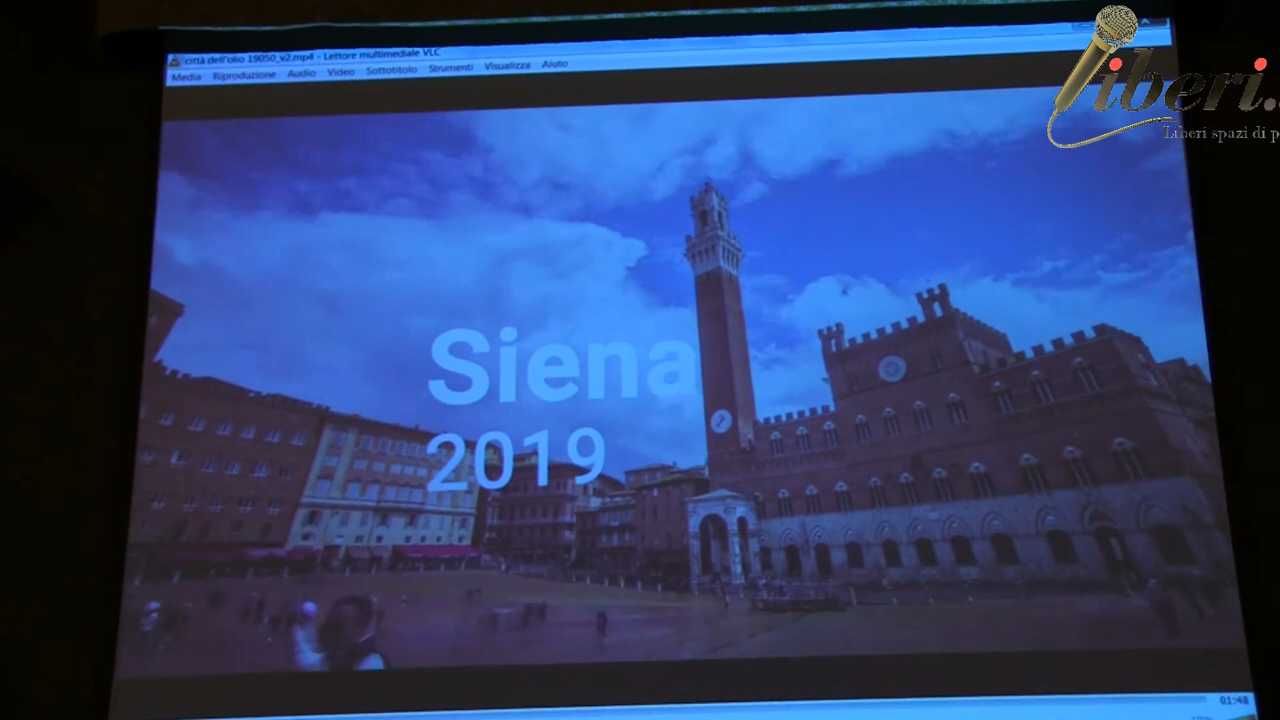 città dell'olio 19050_v2.mp4 - Lettore multimediale VLC
Media Riproduzione Audio Video Sottotitolo Strumenti Visualizza Aiuto
Liberi.
Liberi spazi di p
Siena
2019
01:48